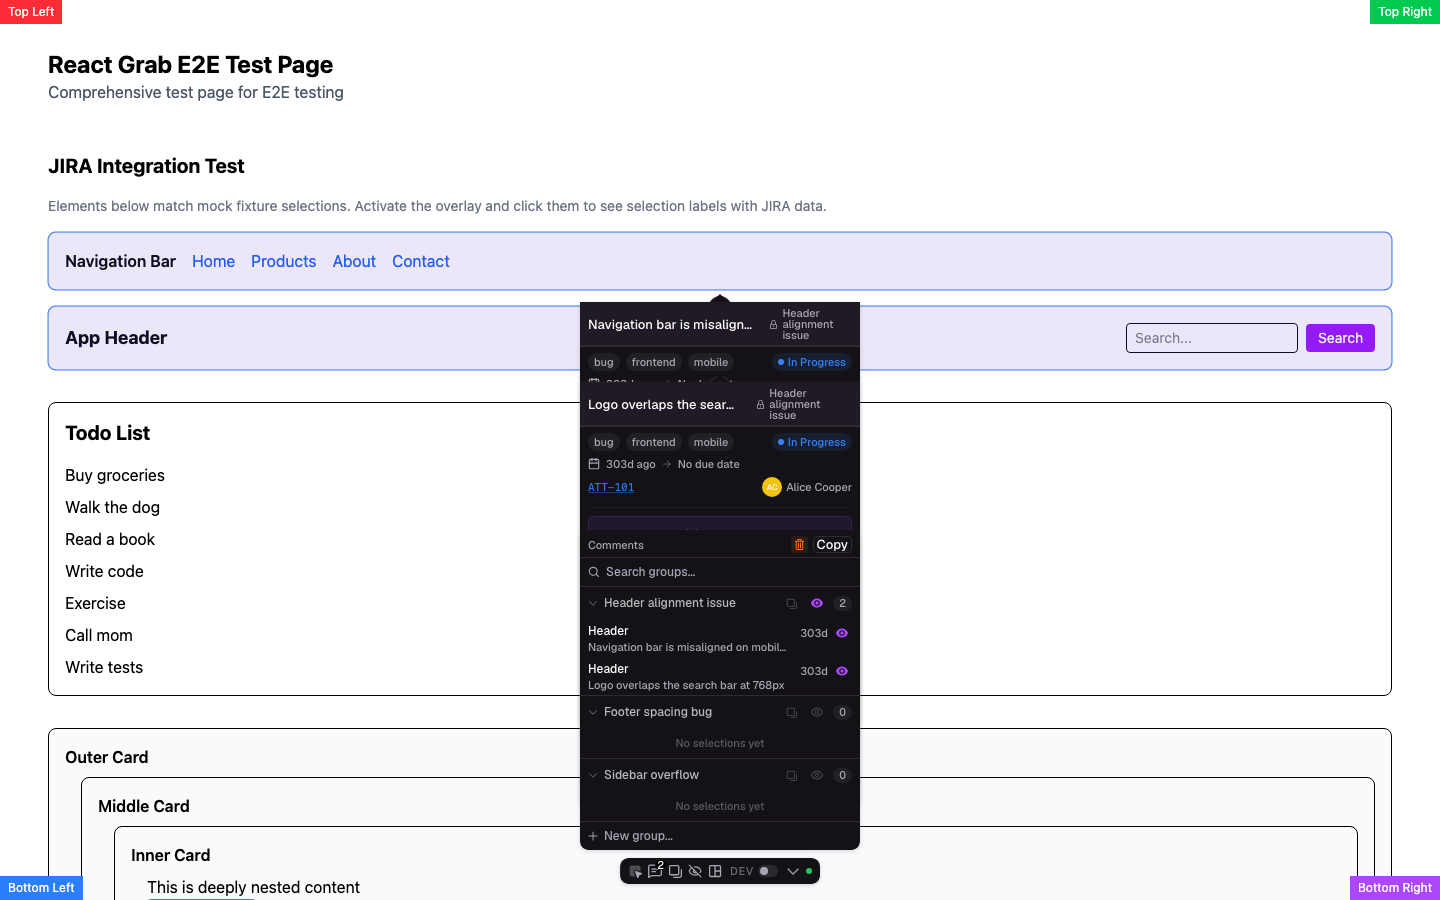 Top Left
Top Right
React Grab E2E Test Page
Comprehensive test page for E2E testing
JIRA Integration Test
Elements below match mock fixture selections. Activate the overlay and click them to see selection labels with JIRA data.
Navigation Bar Home Products About Contact
App Header
Search...
Search
Navigation bar is misalign...
Header alignment issue
bug frontend mobile In Progress
Logo overlaps the sear...
Header alignment issue
bug frontend mobile In Progress
303d ago → No due date
ATT-101
AC Alice Cooper
Comments
Copy
Search groups...
Header alignment issue 2
Header 303d
Navigation bar is misaligned on mobil...
Header 303d
Logo overlaps the search bar at 768px
Footer spacing bug 0
No selections yet
Sidebar overflow 0
No selections yet
New group...
2
DEV
Todo List
Buy groceries
Walk the dog
Read a book
Write code
Exercise
Call mom
Write tests
Outer Card
Middle Card
Inner Card
This is deeply nested content
Bottom Left
Bottom Right